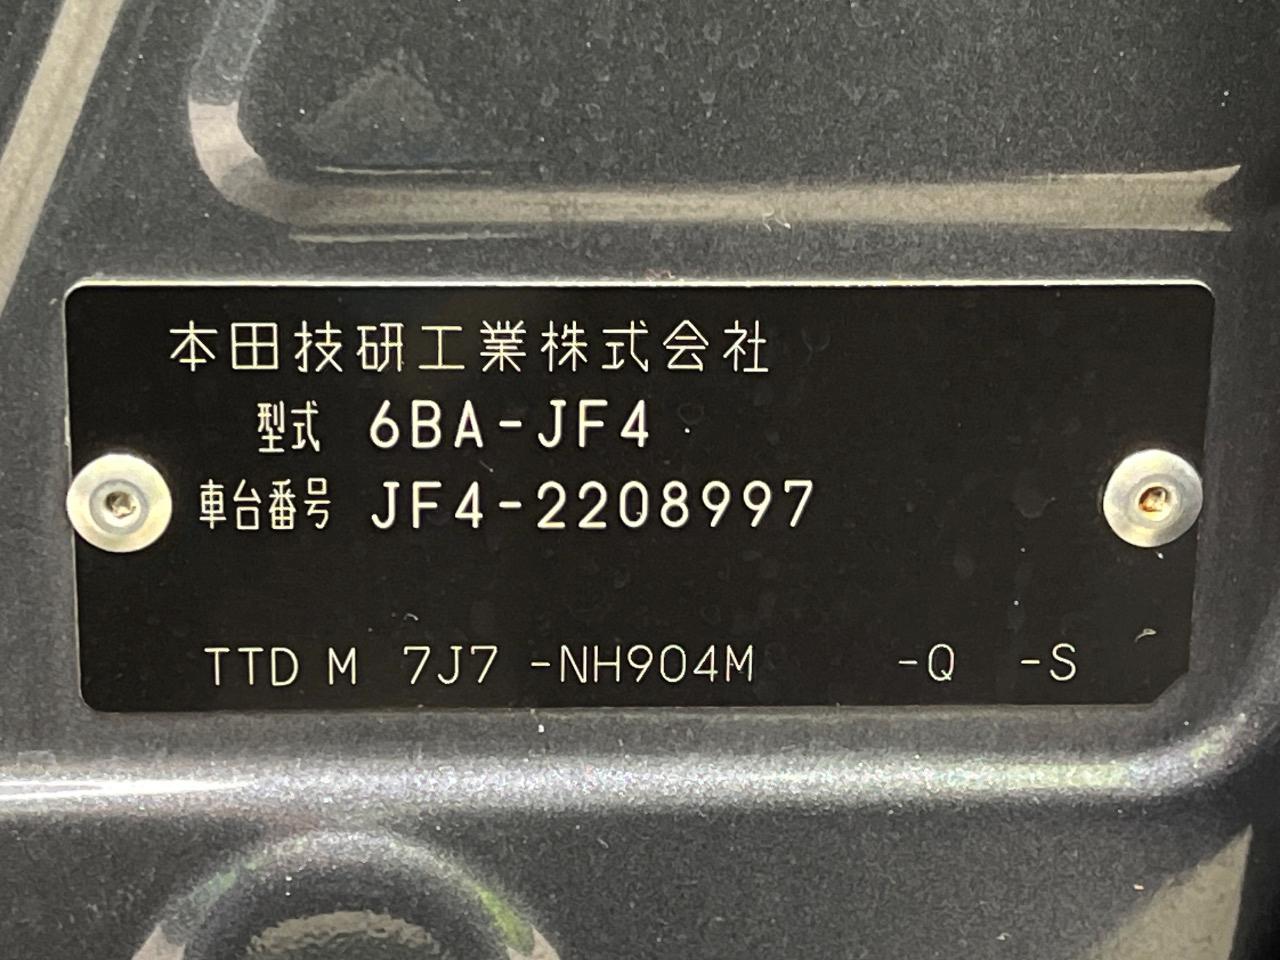 本田技研工業株式会社
型式 6BA-JF4
車台番号 JF4-2208997
TTD M 7J7 -NH904M -Q -S